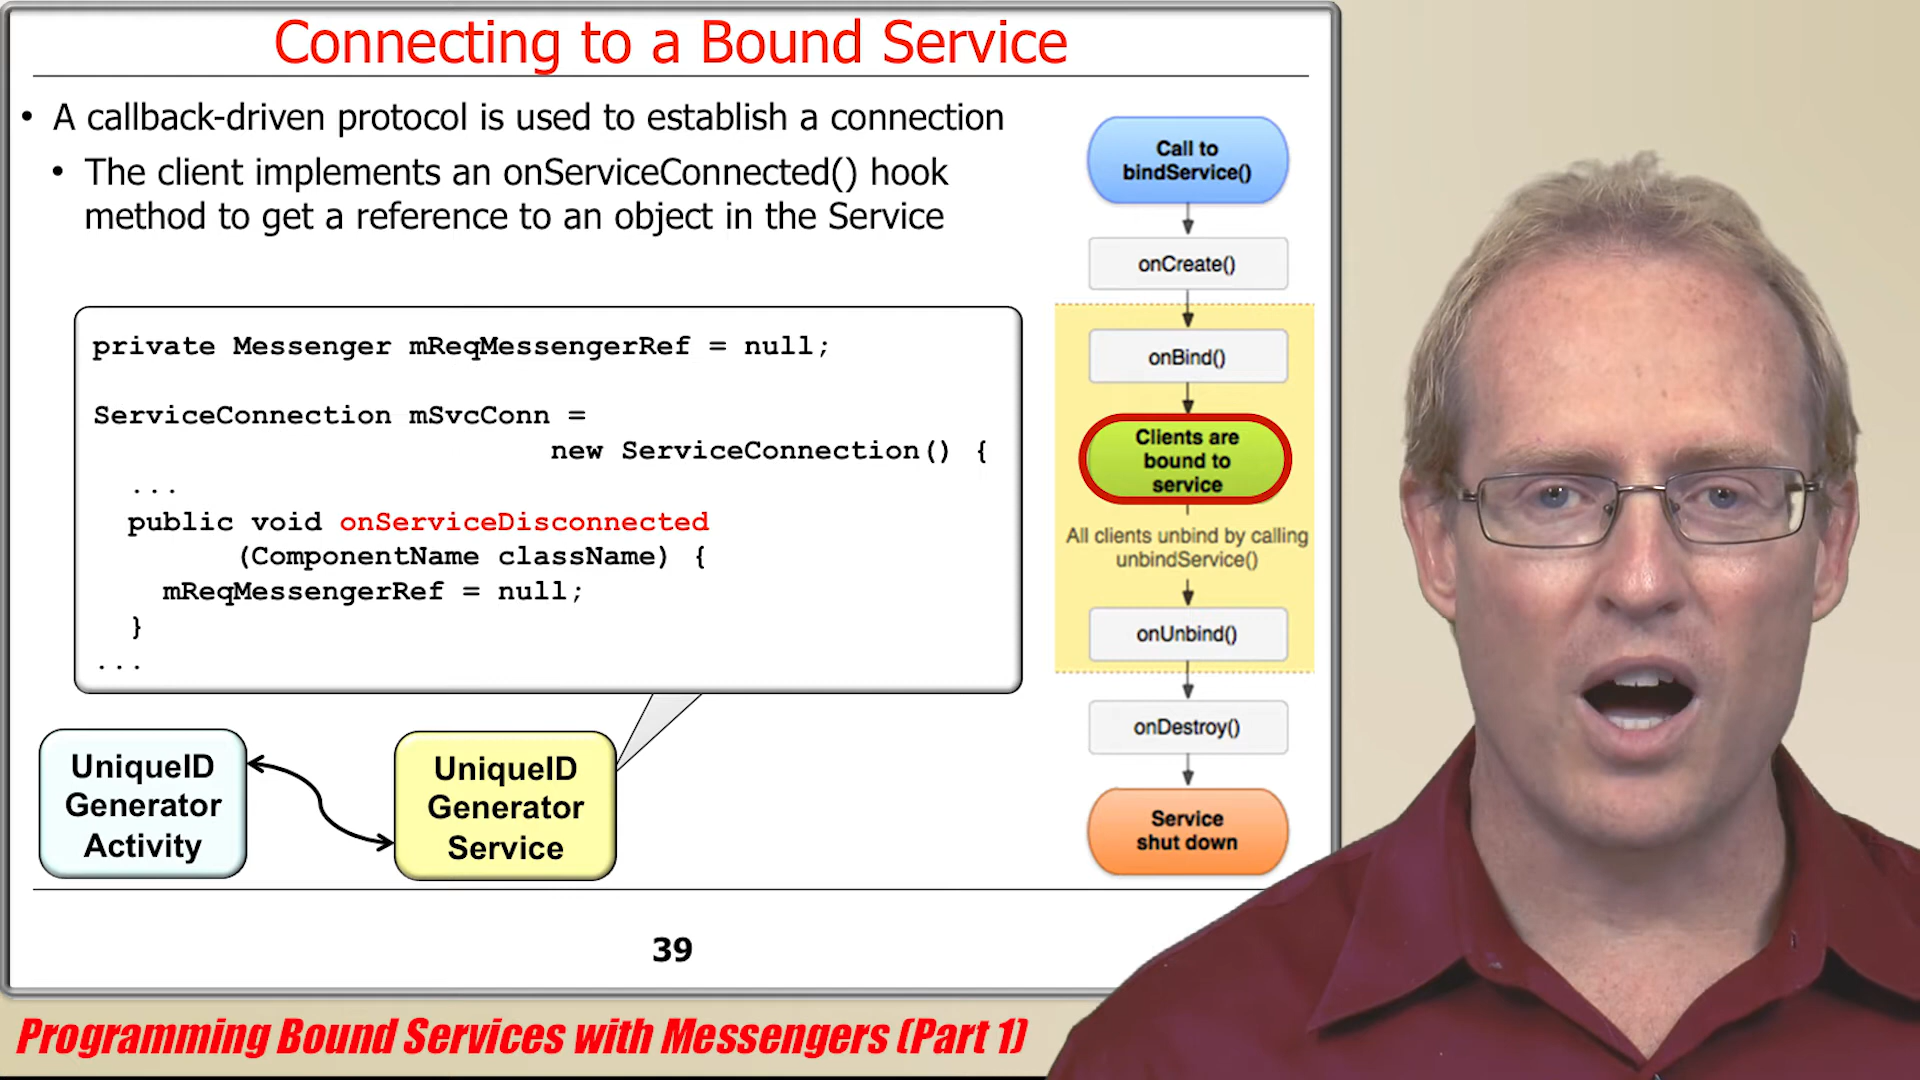 Connecting to a Bound Service
• A callback-driven protocol is used to establish a connection
• The client implements an onServiceConnected() hook
method to get a reference to an object in the Service
private Messenger mReqMessengerRef = null;
ServiceConnection mSvcConn =
new ServiceConnection() {
...
public void onServiceDisconnected
(ComponentName className) {
mReqMessengerRef = null;
}
...
UniqueID
Generator
Activity
UniqueID
Generator
Service
Call to
bindService()
onCreate()
onBind()
Clients are
bound to
service
All clients unbind by calling
unbindService()
onUnbind()
onDestroy()
Service
shut down
39
Programming Bound Services with Messengers (Part 1)